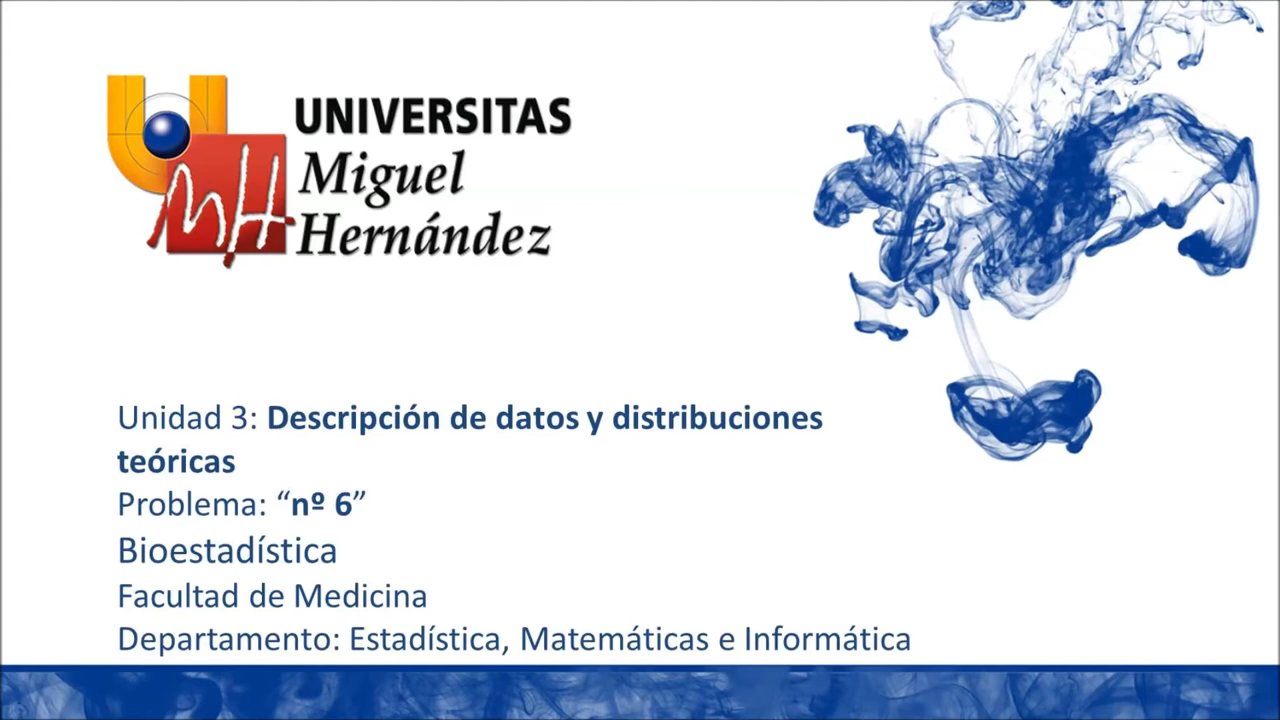 UNIVERSITAS
Miguel
Hernández
MH
Unidad 3: Descripción de datos y distribuciones
teóricas
Problema: “nº 6”
Bioestadística
Facultad de Medicina
Departamento: Estadística, Matemáticas e Informática